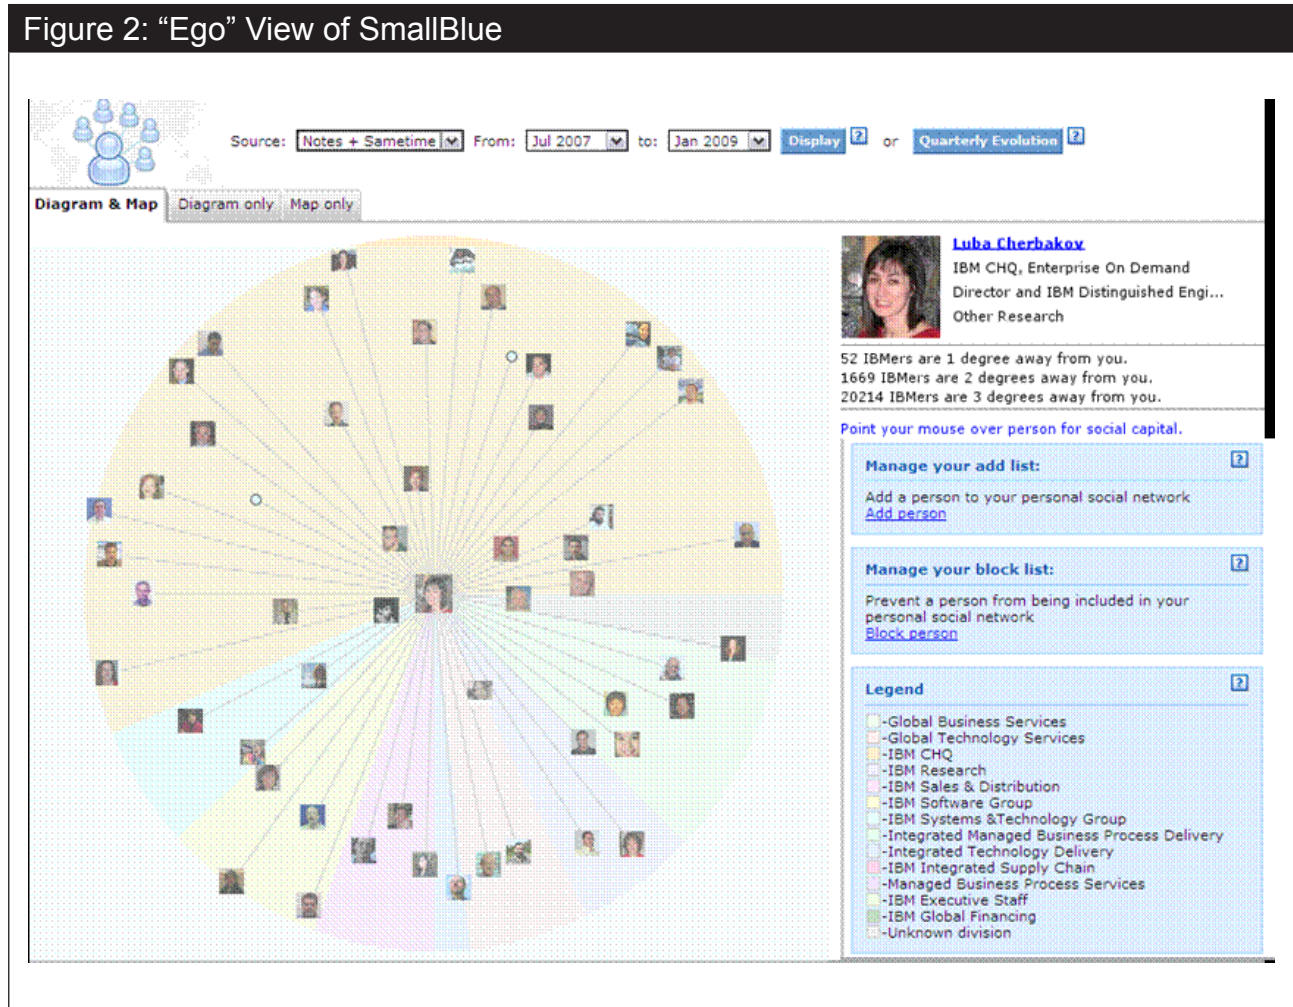 Figure 2: “Ego” View of SmallBlue
Source: Notes + Sametime From: Jul 2007 to: Jan 2009 Display ? or Quarterly Evolution ?
Diagram & Map Diagram only Map only
Luba Cherbakov
IBM CHQ, Enterprise On Demand
Director and IBM Distinguished Engi...
Other Research
52 IBMers are 1 degree away from you.
1669 IBMers are 2 degrees away from you.
20214 IBMers are 3 degrees away from you.
Point your mouse over person for social capital.
Manage your add list: ?
Add a person to your personal social network
Add person
Manage your block list: ?
Prevent a person from being included in your
personal social network
Block person
Legend ?
-Global Business Services
-Global Technology Services
-IBM CHQ
-IBM Research
-IBM Sales & Distribution
-IBM Software Group
-IBM Systems &Technology Group
-Integrated Managed Business Process Delivery
-Integrated Technology Delivery
-IBM Integrated Supply Chain
-Managed Business Process Services
-IBM Executive Staff
-IBM Global Financing
-Unknown division